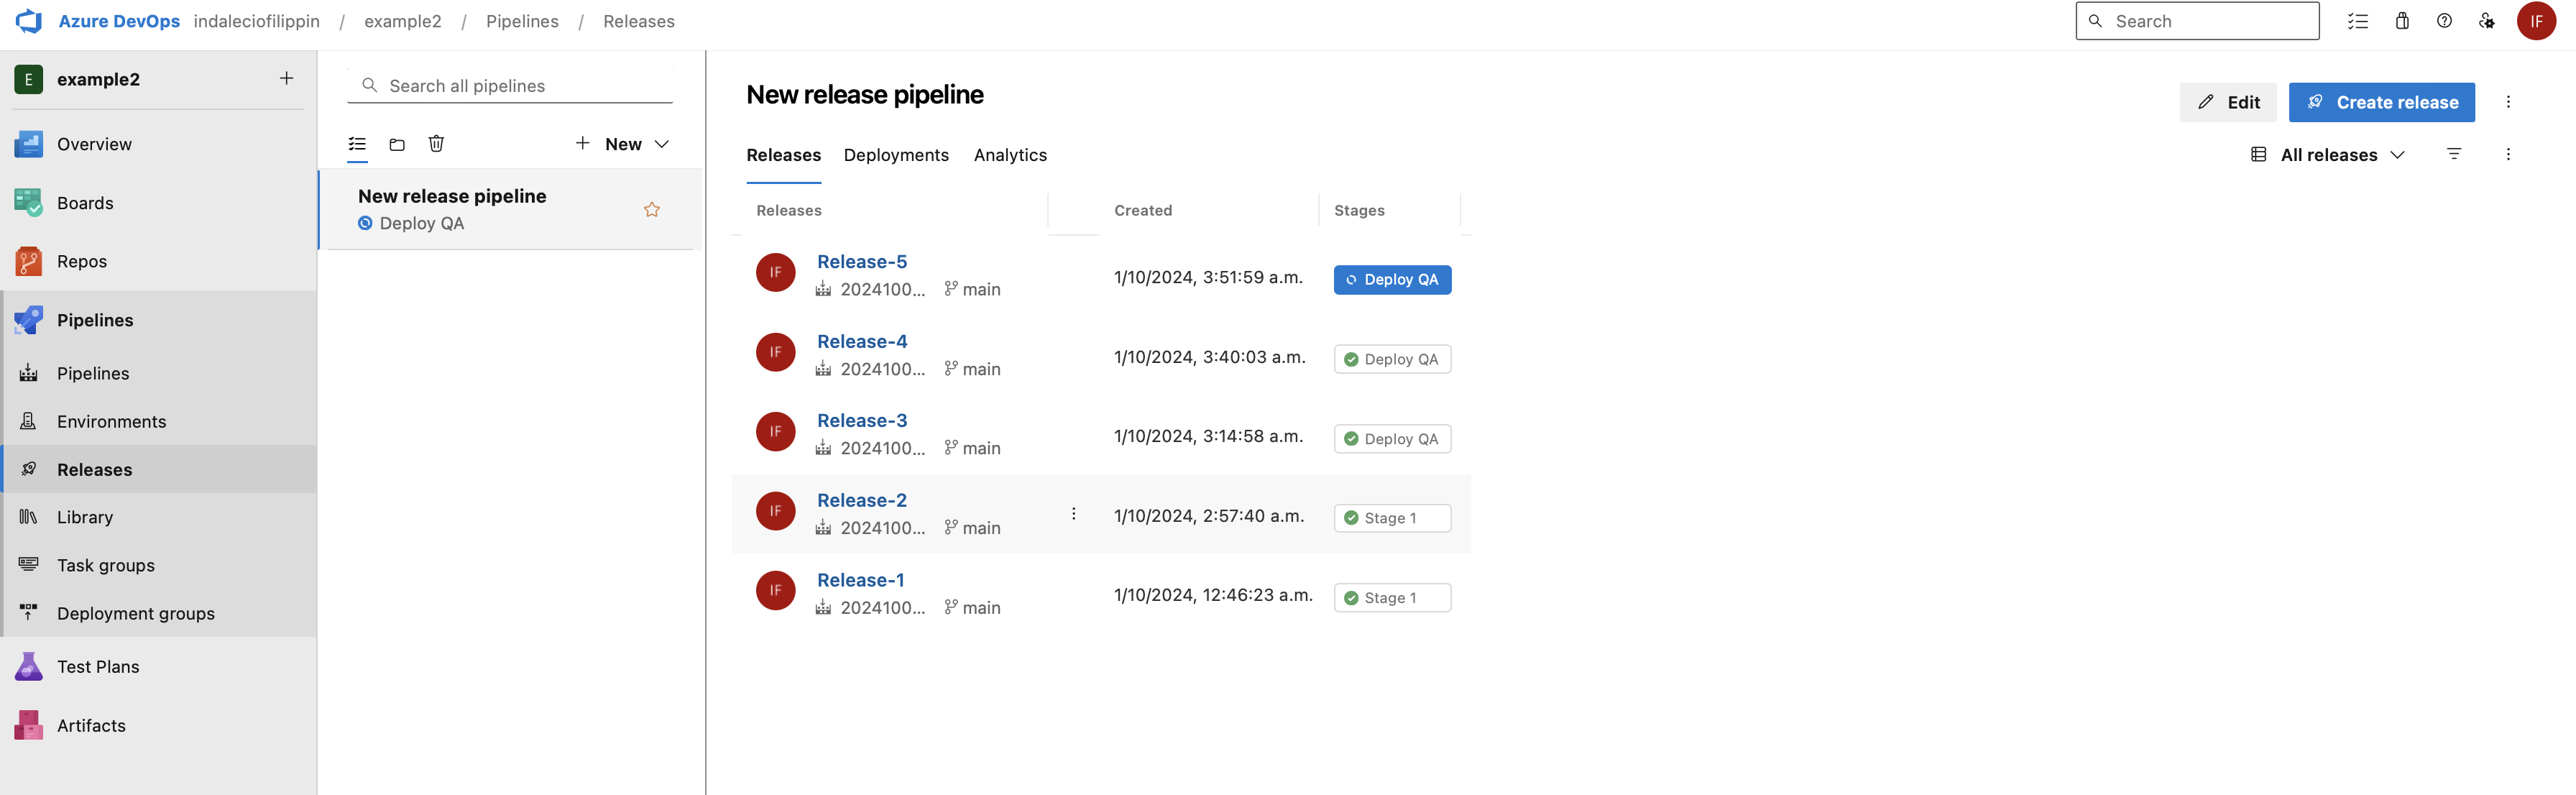 Azure DevOps indaleciofilippin / example2 / Pipelines / Releases
Search
IF
E example2
Overview
Boards
Repos
Pipelines
Pipelines
Environments
Releases
Library
Task groups
Deployment groups
Test Plans
Artifacts
Search all pipelines
New
New release pipeline
Deploy QA
New release pipeline
Edit
Create release
Releases Deployments Analytics
All releases
Releases Created Stages
IF Release-5
2024100... main
1/10/2024, 3:51:59 a.m.
Deploy QA
IF Release-4
2024100... main
1/10/2024, 3:40:03 a.m.
Deploy QA
IF Release-3
2024100... main
1/10/2024, 3:14:58 a.m.
Deploy QA
IF Release-2
2024100... main
1/10/2024, 2:57:40 a.m.
Stage 1
IF Release-1
2024100... main
1/10/2024, 12:46:23 a.m.
Stage 1